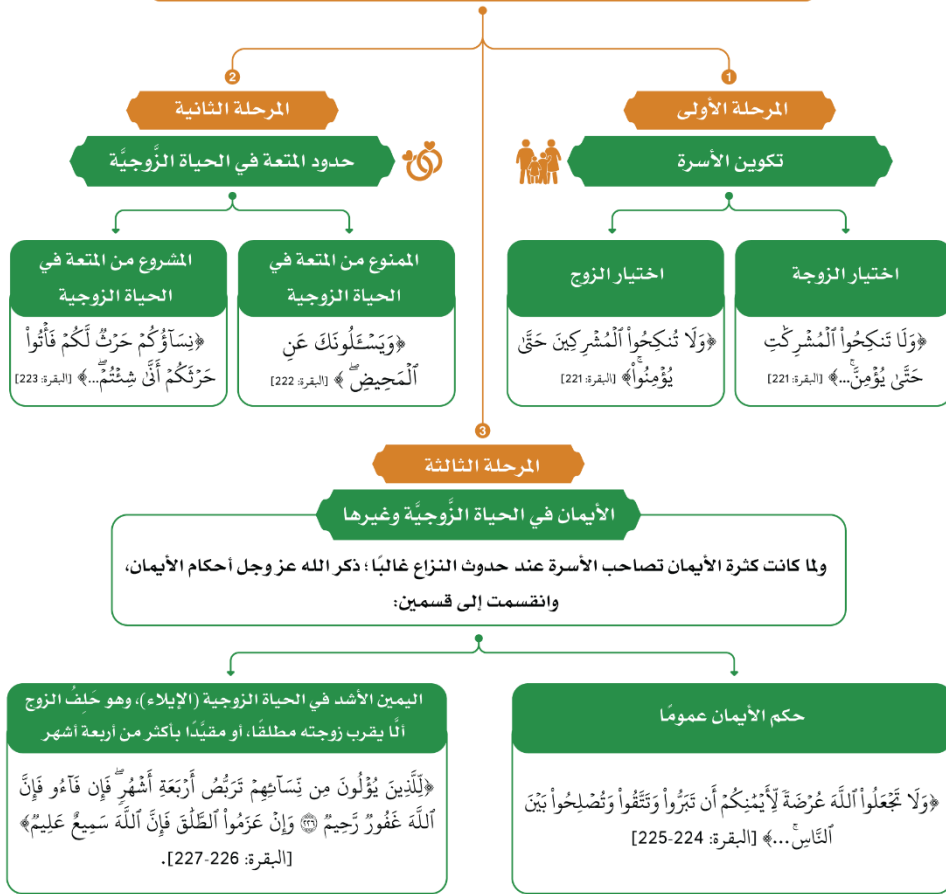 1
المرحلة الأولى
تكوين الأسرة
اختيار الزوجة
﴿وَلَا تَنكِحُوا۟ ٱلْمُشْرِكَٰتِ
حَتَّىٰ يُؤْمِنَّۚ...﴾ [البقرة: 221]
اختيار الزوج
﴿وَلَا تُنكِحُوا۟ ٱلْمُشْرِكِينَ حَتَّىٰ
يُؤْمِنُوا۟ۚ﴾ [البقرة: 221]
2
المرحلة الثانية
حدود المتعة في الحياة الزَّوجيَّة
الممنوع من المتعة في
الحياة الزوجية
﴿وَيَسْـَٔلُونَكَ عَنِ
ٱلْمَحِيضِۖ﴾ [البقرة: 222]
المشروع من المتعة في
الحياة الزوجية
﴿نِسَآؤُكُمْ حَرْثٌ لَّكُمْ فَأْتُوا۟
حَرْثَكُمْ أَنَّىٰ شِئْتُمْۖ...﴾ [البقرة: 223]
3
المرحلة الثالثة
الأيمان في الحياة الزَّوجيَّة وغيرها
ولما كانت كثرة الأيمان تصاحب الأسرة عند حدوث النزاع غالبًا؛ ذكر الله عز وجل أحكام الأيمان،
وانقسمت إلى قسمين:
حكم الأيمان عمومًا
﴿وَلَا تَجْعَلُوا۟ ٱللَّهَ عُرْضَةً لِّأَيْمَٰنِكُمْ أَن تَبَرُّوا۟ وَتَتَّقُوا۟ وَتُصْلِحُوا۟ بَيْنَ
ٱلنَّاسِۚ...﴾ [البقرة: 224-225]
اليمين الأشد في الحياة الزوجية (الإيلاء)، وهو حَلِفُ الزوج
ألَّا يقرب زوجته مطلقًا، أو مقيَّدًا بأكثر من أربعة أشهر
﴿لِّلَّذِينَ يُؤْلُونَ مِن نِّسَآئِهِمْ تَرَبُّصُ أَرْبَعَةِ أَشْهُرٍۖ فَإِن فَآءُو فَإِنَّ
ٱللَّهَ غَفُورٌ رَّحِيمٌ ۝٢٢٦ وَإِنْ عَزَمُوا۟ ٱلطَّلَٰقَ فَإِنَّ ٱللَّهَ سَمِيعٌ عَلِيمٌ﴾
[البقرة: 226-227].